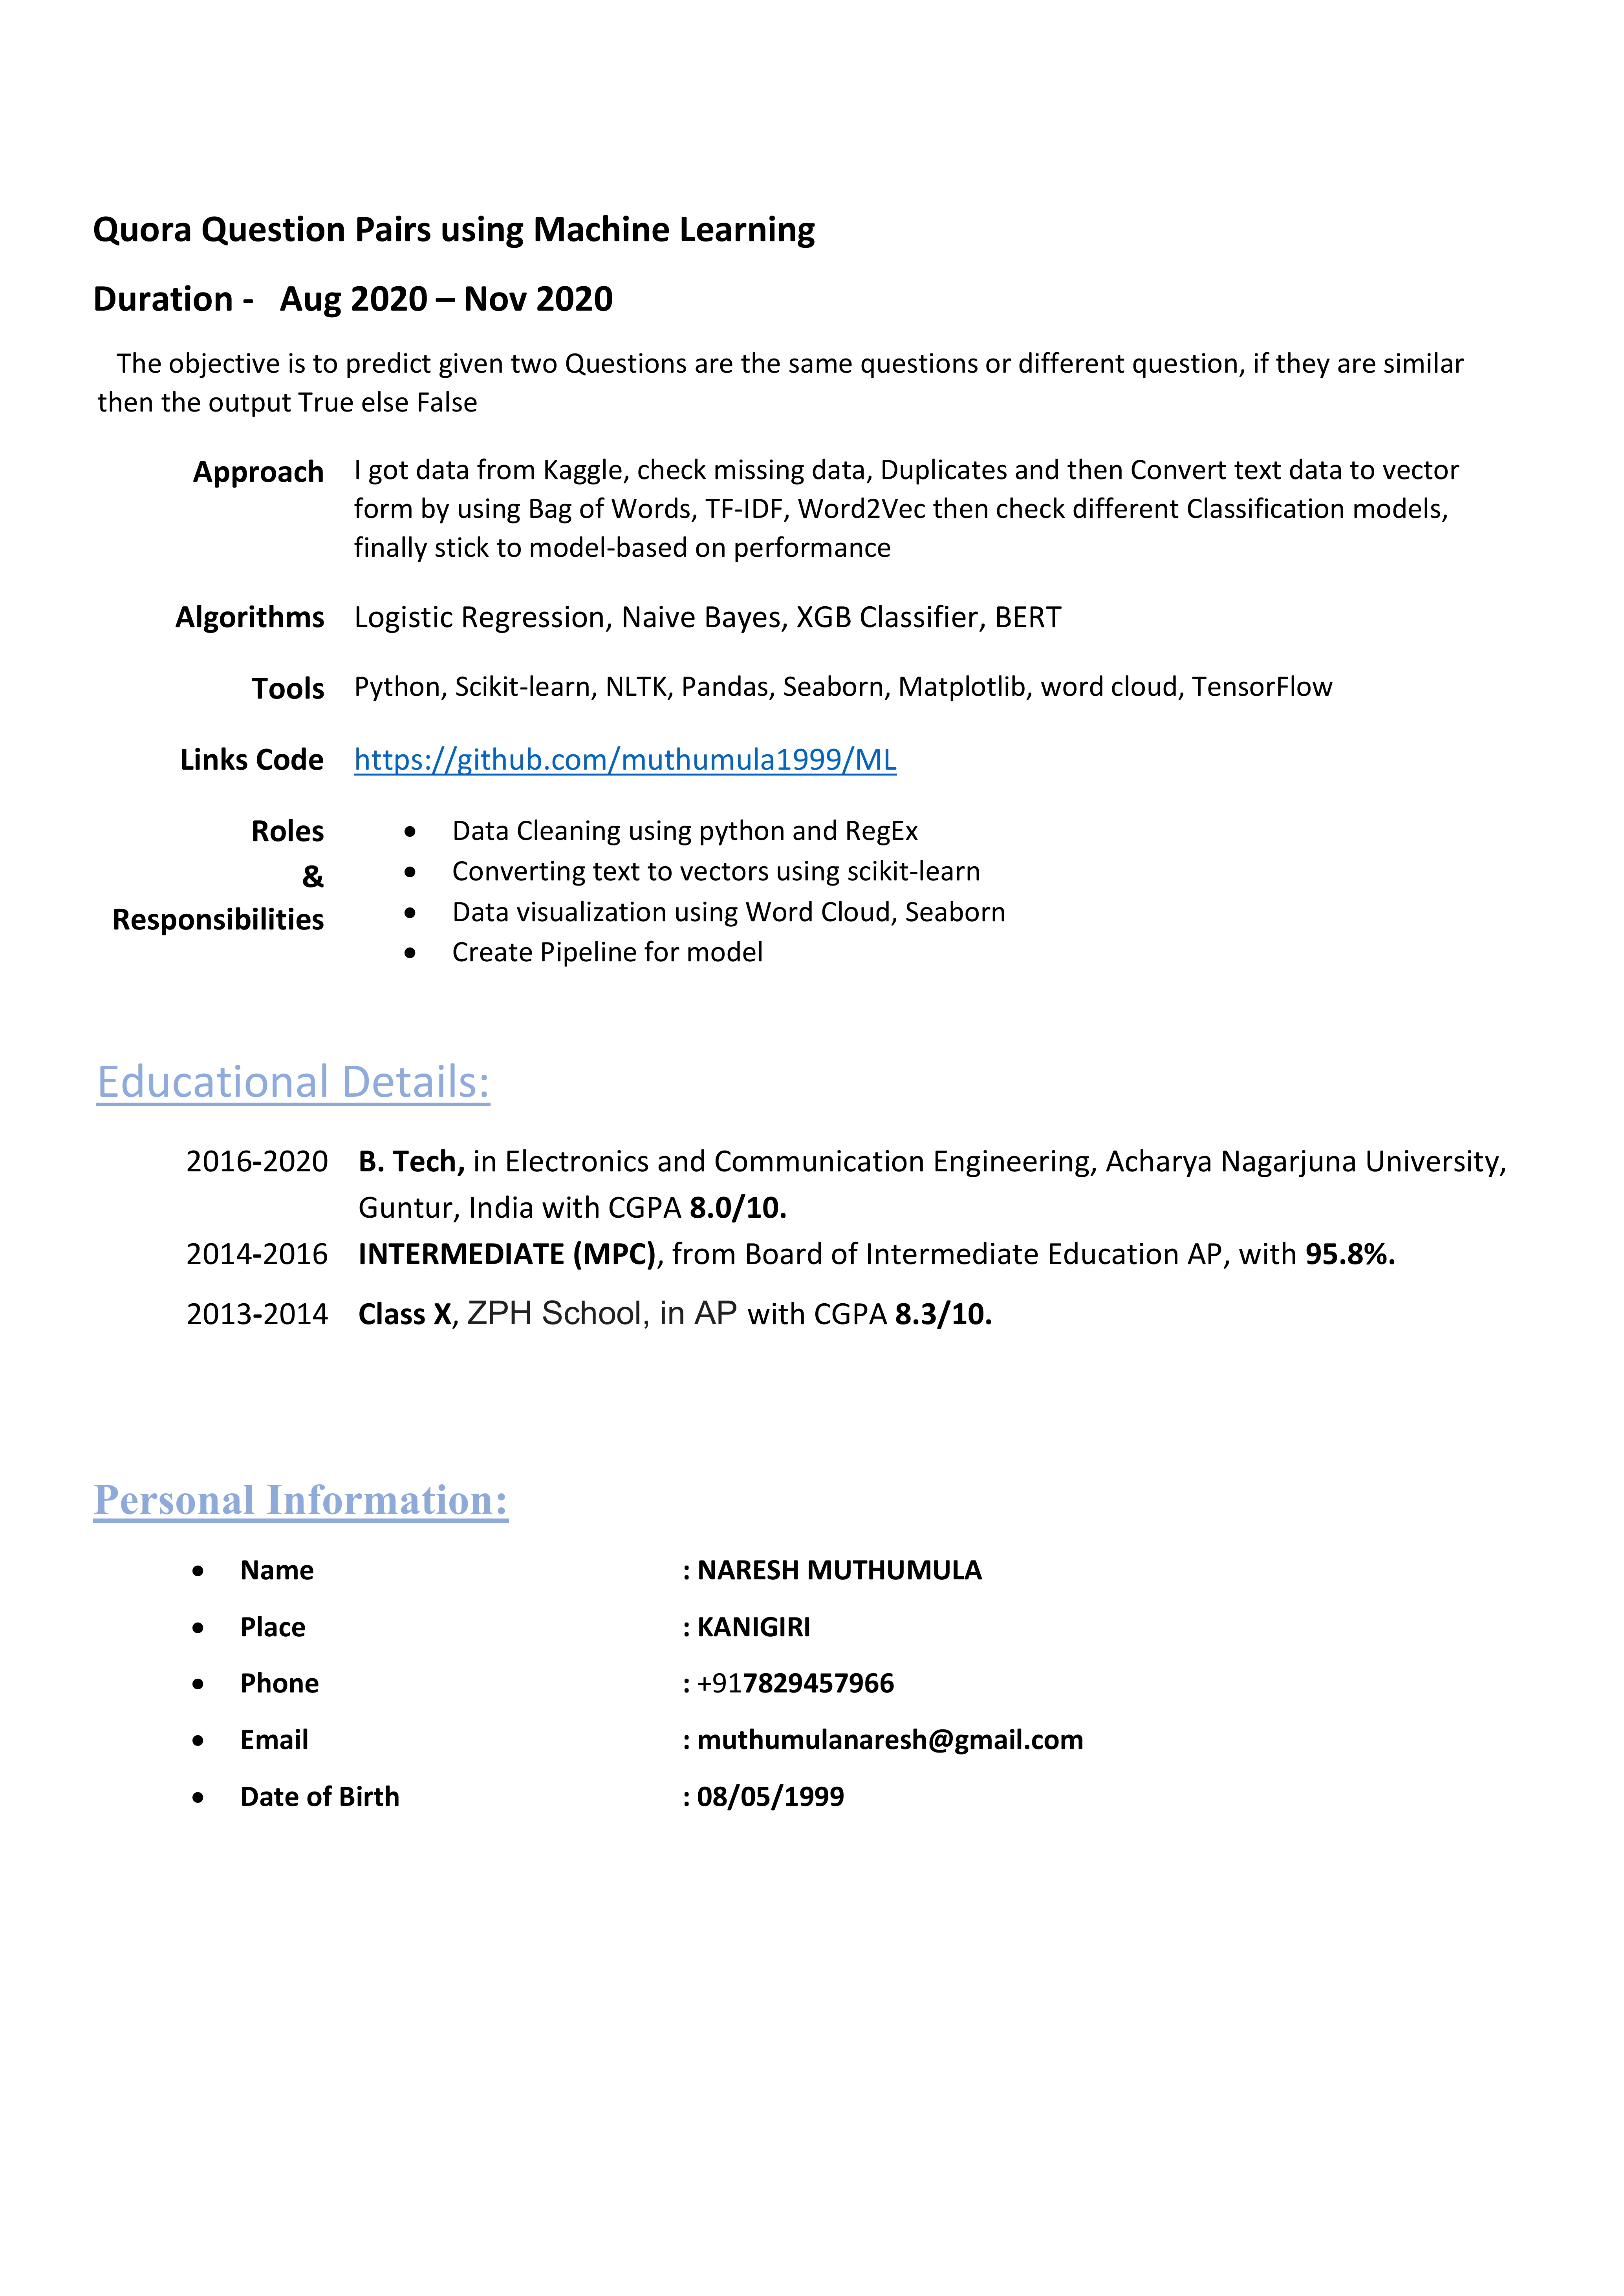 Quora Question Pairs using Machine Learning
Duration -   Aug 2020 – Nov 2020
The objective is to predict given two Questions are the same questions or different question, if they are similar
then the output True else False
Approach I got data from Kaggle, check missing data, Duplicates and then Convert text data to vector
form by using Bag of Words, TF-IDF, Word2Vec then check different Classification models,
finally stick to model-based on performance
Algorithms Logistic Regression, Naive Bayes, XGB Classifier, BERT
Tools Python, Scikit-learn, NLTK, Pandas, Seaborn, Matplotlib, word cloud, TensorFlow
Links Code https://github.com/muthumula1999/ML
Roles
&
Responsibilities
• Data Cleaning using python and RegEx
• Converting text to vectors using scikit-learn
• Data visualization using Word Cloud, Seaborn
• Create Pipeline for model
Educational Details:
2016-2020 B. Tech, in Electronics and Communication Engineering, Acharya Nagarjuna University,
Guntur, India with CGPA 8.0/10.
2014-2016 INTERMEDIATE (MPC), from Board of Intermediate Education AP, with 95.8%.
2013-2014 Class X, ZPH School, in AP with CGPA 8.3/10.
Personal Information:
• Name : NARESH MUTHUMULA
• Place : KANIGIRI
• Phone : +917829457966
• Email : muthumulanaresh@gmail.com
• Date of Birth : 08/05/1999